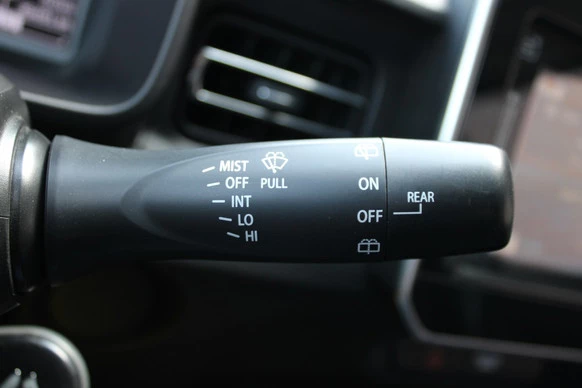 MIST
OFF PULL
INT
LO
HI
ON
OFF
REAR